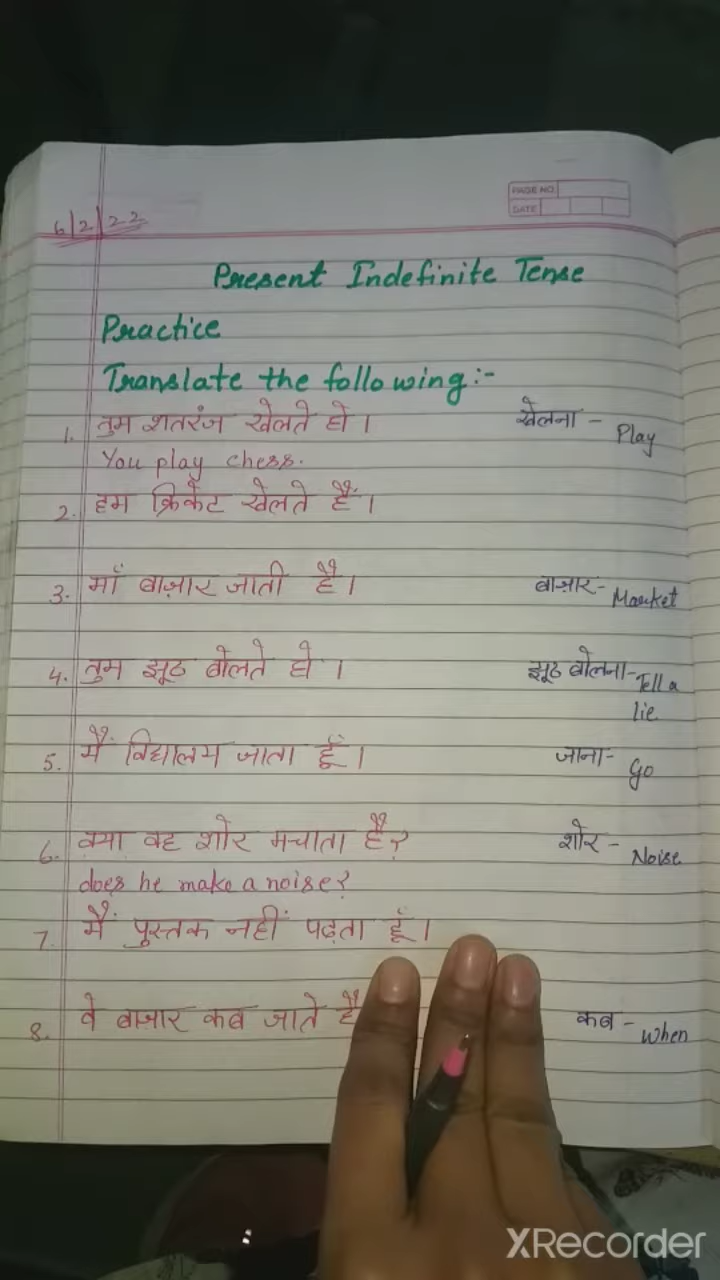 PAGE NO.
DATE
6/2/22
Present Indefinite Tense
Practice
Translate the following:-
1. तुम शतरंज खेलते हो। खेलना - Play
You play chess.
2. हम क्रिकेट खेलते हैं।
3. माँ बाज़ार जाती है। बाज़ार - Market
4. तुम झूठ बोलते हो। झूठ बोलना - Tell a
lie
5. मैं विद्यालय जाता हूँ। जाना - Go
6. क्या वह शोर मचाता है? शोर - Noise
does he make a noise?
7. मैं पुस्तक नहीं पढ़ता हूँ।
8. वे बाजार कब जाते हैं कब - When
XRecorder